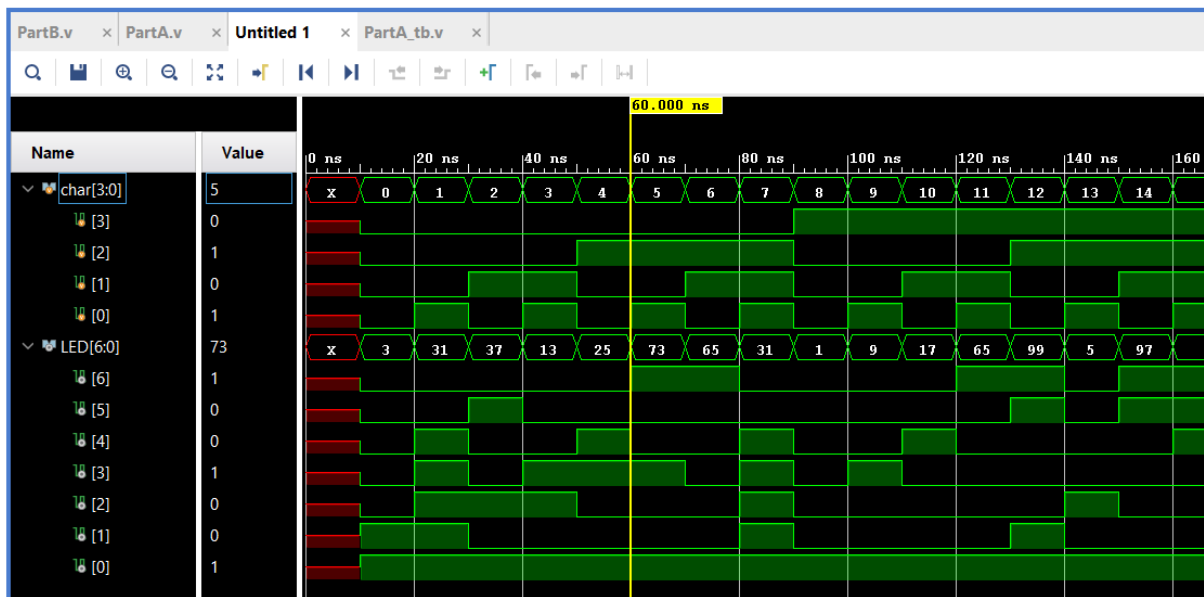 PartB.v × PartA.v × Untitled 1 × PartA_tb.v ×
60.000 ns
Name Value
0 ns 20 ns 40 ns 60 ns 80 ns 100 ns 120 ns 140 ns 160
char[3:0] 5 X 0 1 2 3 4 5 6 7 8 9 10 11 12 13 14
[3] 0
[2] 1
[1] 0
[0] 1
LED[6:0] 73 X 3 31 37 13 25 73 65 31 1 9 17 65 99 5 97
[6] 1
[5] 0
[4] 0
[3] 1
[2] 0
[1] 0
[0] 1